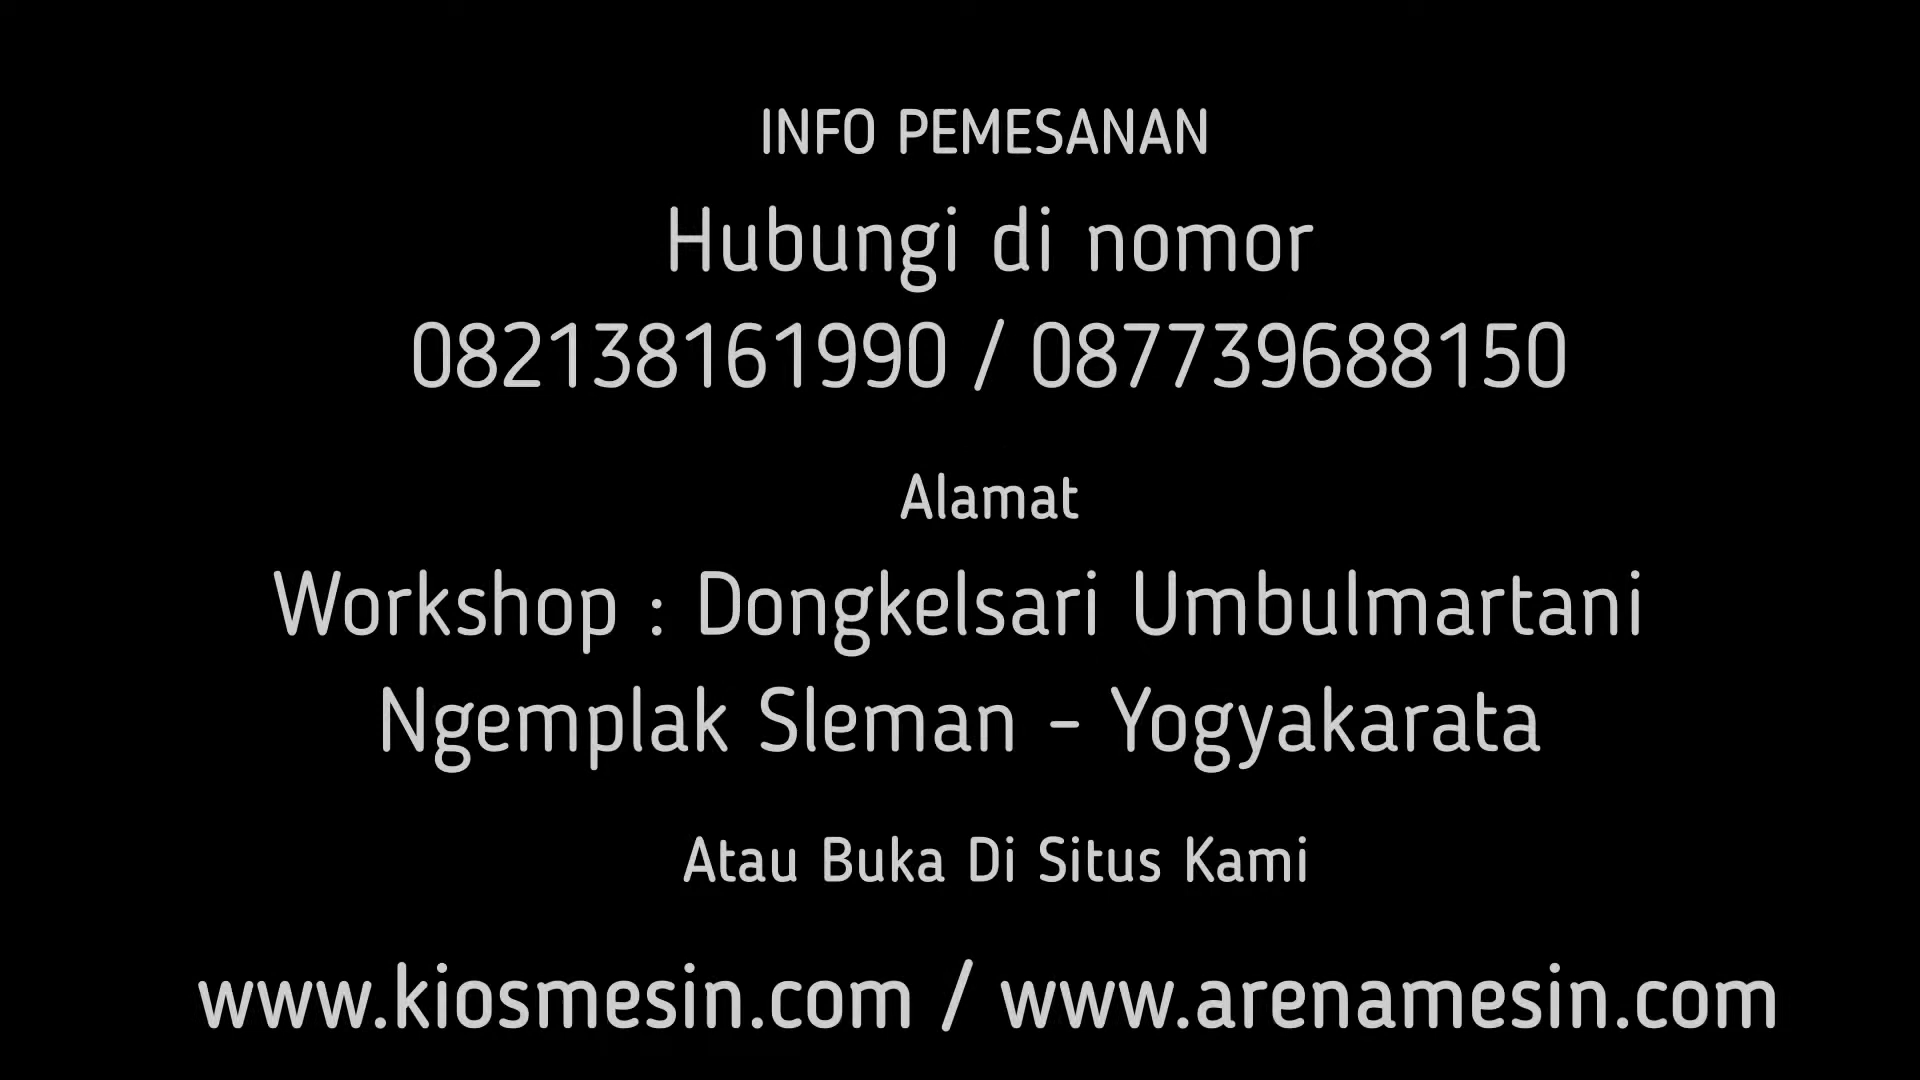 INFO PEMESANAN
Hubungi di nomor
082138161990 / 087739688150
Alamat
Workshop : Dongkelsari Umbulmartani
Ngemplak Sleman - Yogyakarata
Atau Buka Di Situs Kami
www.kiosmesin.com / www.arenamesin.com